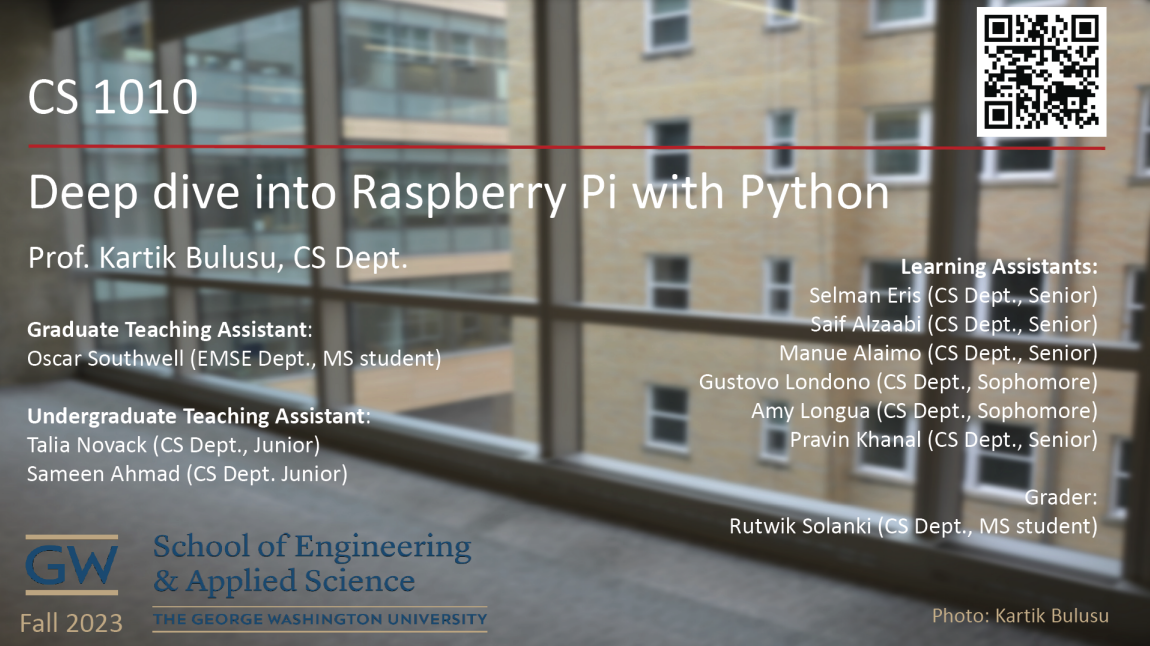 CS 1010
Deep dive into Raspberry Pi with Python
Prof. Kartik Bulusu, CS Dept.
Graduate Teaching Assistant:
Oscar Southwell (EMSE Dept., MS student)
Undergraduate Teaching Assistant:
Talia Novack (CS Dept., Junior)
Sameen Ahmad (CS Dept. Junior)
Learning Assistants:
Selman Eris (CS Dept., Senior)
Saif Alzaabi (CS Dept., Senior)
Manue Alaimo (CS Dept., Senior)
Gustovo Londono (CS Dept., Sophomore)
Amy Longua (CS Dept., Sophomore)
Pravin Khanal (CS Dept., Senior)
Grader:
Rutwik Solanki (CS Dept., MS student)
GW
School of Engineering
& Applied Science
THE GEORGE WASHINGTON UNIVERSITY
Fall 2023
Photo: Kartik Bulusu